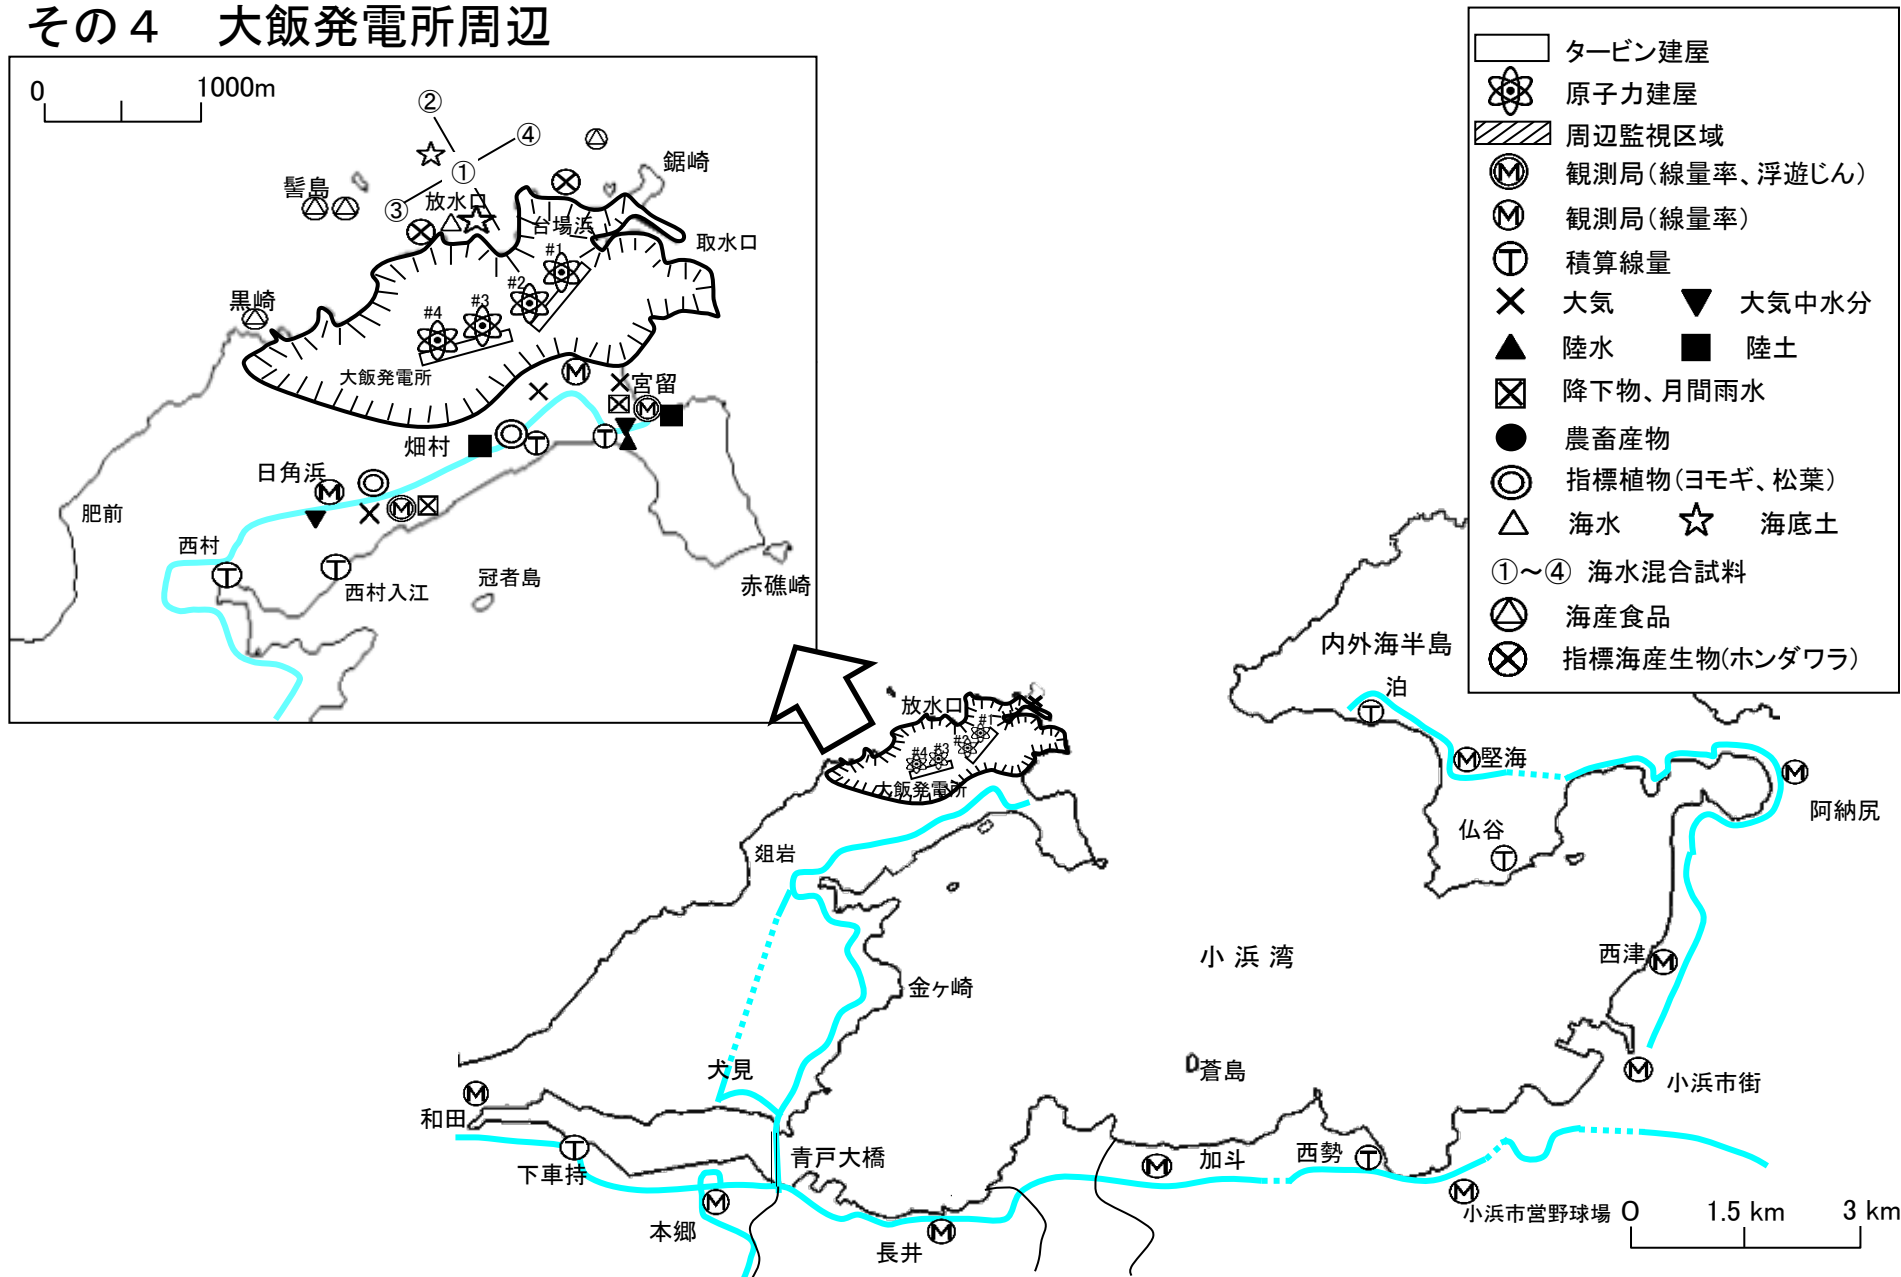 その４　大飯発電所周辺
0
1000m
②
④
①
③
髻島
放水口
鋸崎
台場浜
取水口
#1
#2
#3
#4
黒崎
大飯発電所
宮留
畑村
日角浜
肥前
西村
西村入江
冠者島
赤礁崎
タービン建屋
原子力建屋
周辺監視区域
M 観測局（線量率、浮遊じん）
M 観測局（線量率）
T 積算線量
大気
大気中水分
陸水
陸土
降下物、月間雨水
農畜産物
指標植物（ヨモギ、松葉）
海水
海底土
①～④ 海水混合試料
海産食品
指標海産生物(ホンダワラ)
内外海半島
泊
堅海
阿納尻
仏谷
放水口
#1
#2
#3
#4
大飯発電所
爼岩
小浜湾
西津
金ヶ崎
犬見
蒼島
小浜市街
和田
下車持
青戸大橋
加斗
西勢
本郷
長井
小浜市営野球場
0
1.5 km
3 km